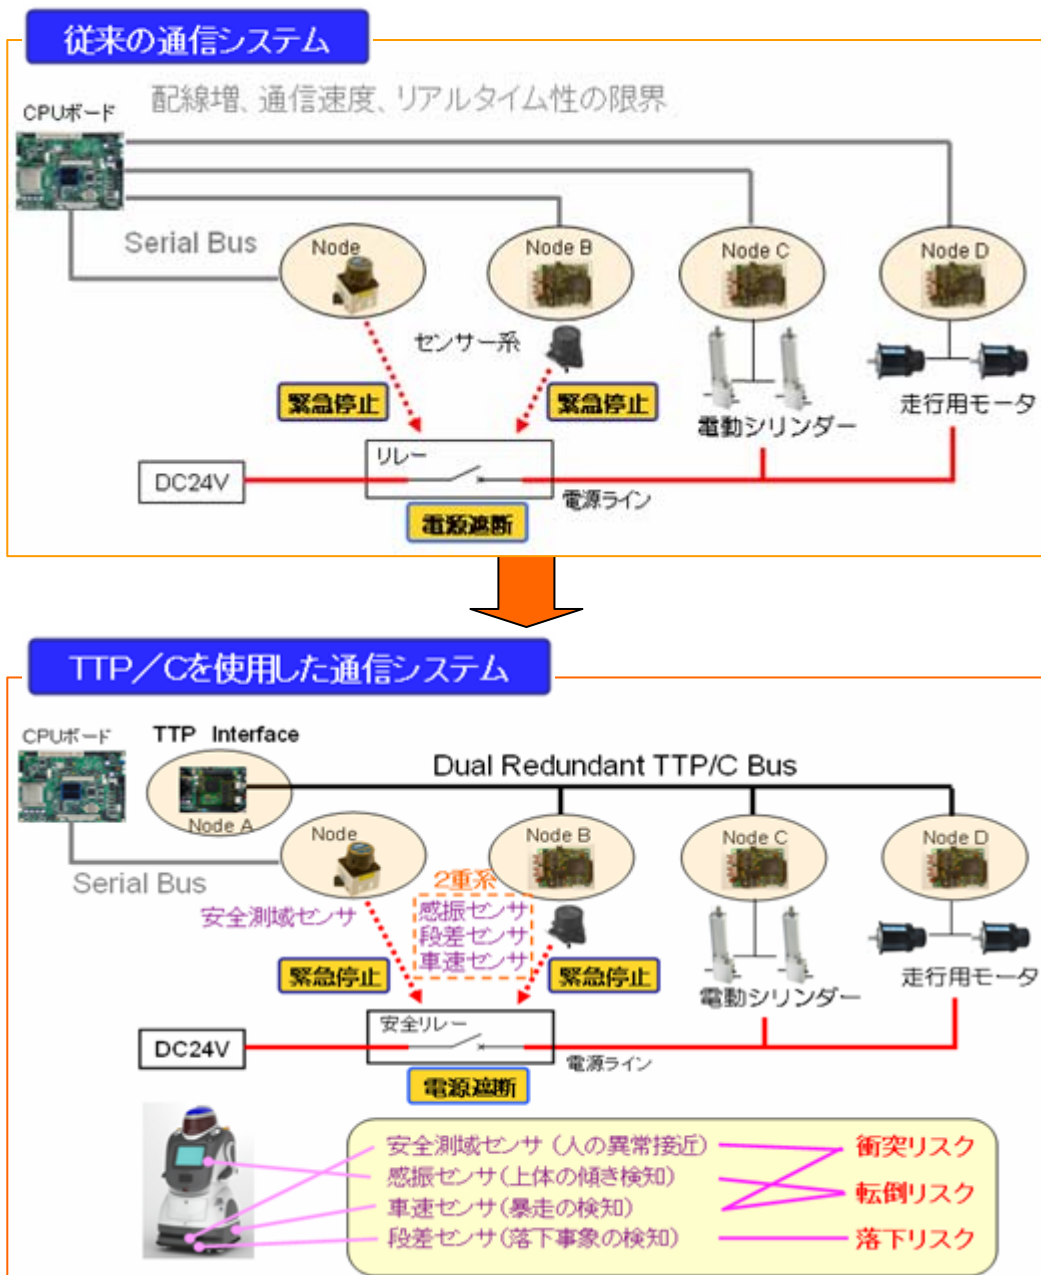 従来の通信システム
配線増、通信速度、リアルタイム性の限界
CPUボード
Serial Bus
Node
Node B
Node C
Node D
センサー系
緊急停止
緊急停止
電動シリンダー
走行用モータ
リレー
DC24V
電源ライン
電源遮断
TTP／Cを使用した通信システム
CPUボード
TTP Interface
Dual Redundant TTP/C Bus
Node A
Node
Node B
Node C
Node D
Serial Bus
2重系
安全測域センサ
感振センサ
段差センサ
車速センサ
緊急停止
緊急停止
電動シリンダー
走行用モータ
安全リレー
DC24V
電源ライン
電源遮断
安全測域センサ（人の異常接近）
衝突リスク
感振センサ（上体の傾き検知）
転倒リスク
車速センサ（暴走の検知）
段差センサ（落下事象の検知）
落下リスク